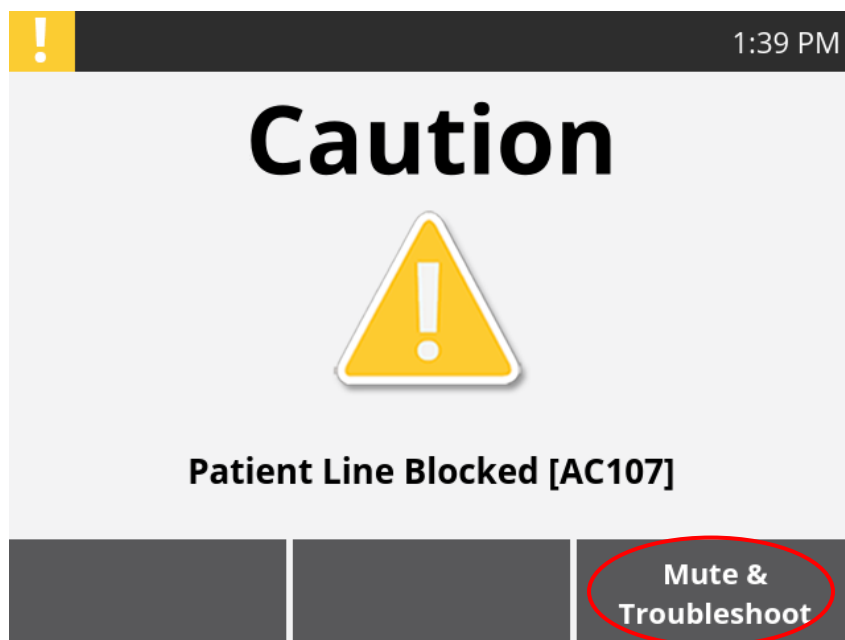 !
1:39 PM
Caution
!
Patient Line Blocked [AC107]
Mute &
Troubleshoot